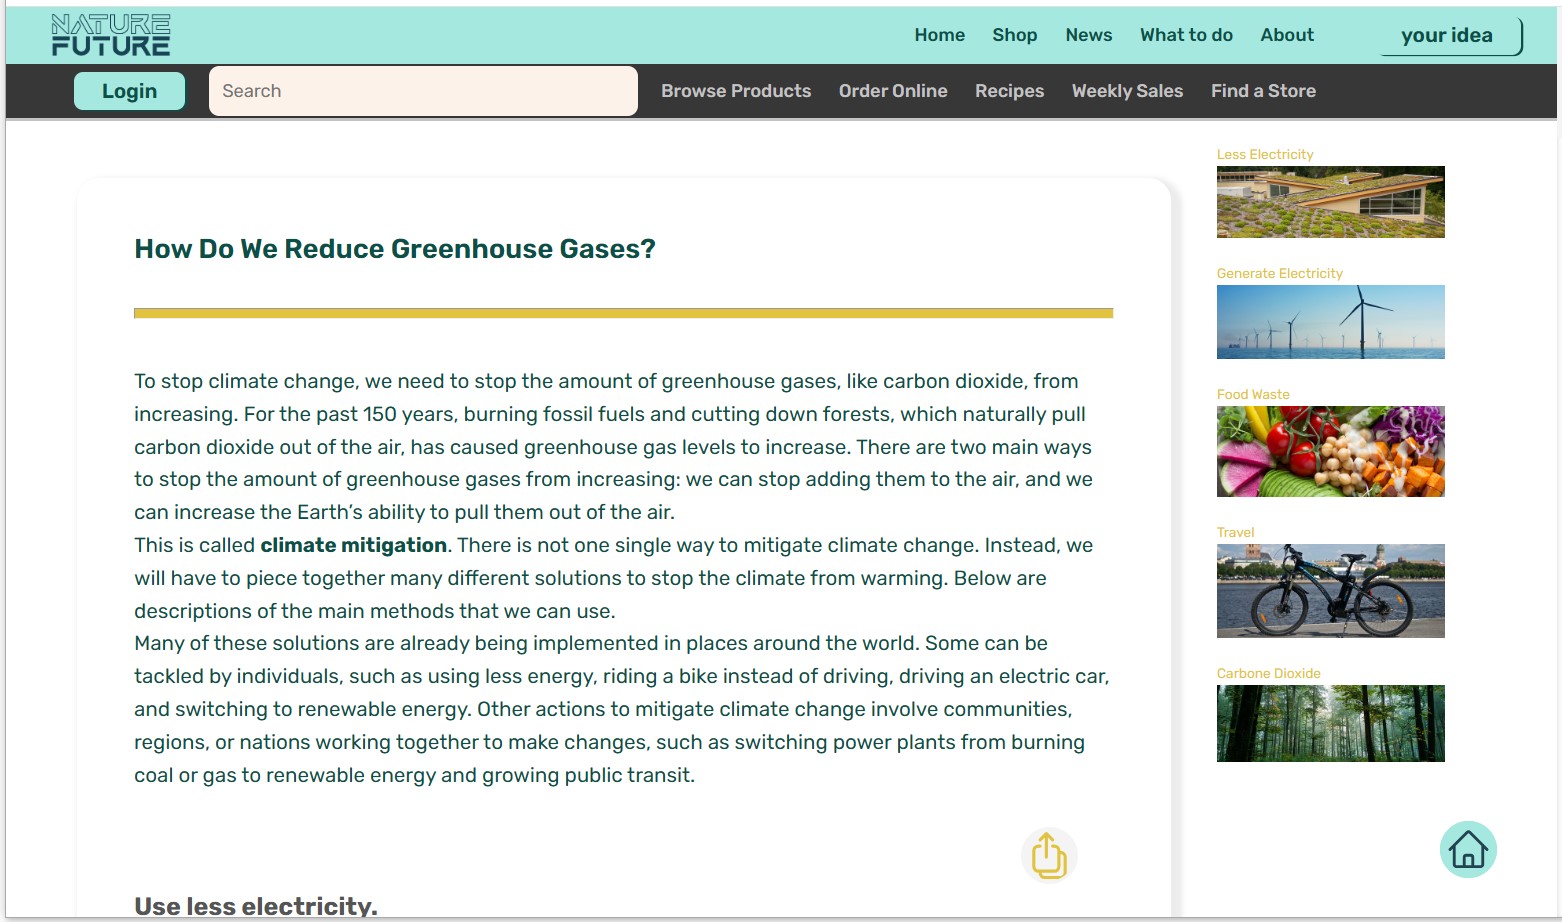 NATURE
FUTURE
Home Shop News What to do About your idea
Login Search Browse Products Order Online Recipes Weekly Sales Find a Store
How Do We Reduce Greenhouse Gases?
To stop climate change, we need to stop the amount of greenhouse gases, like carbon dioxide, from
increasing. For the past 150 years, burning fossil fuels and cutting down forests, which naturally pull
carbon dioxide out of the air, has caused greenhouse gas levels to increase. There are two main ways
to stop the amount of greenhouse gases from increasing: we can stop adding them to the air, and we
can increase the Earth’s ability to pull them out of the air.
This is called climate mitigation. There is not one single way to mitigate climate change. Instead, we
will have to piece together many different solutions to stop the climate from warming. Below are
descriptions of the main methods that we can use.
Many of these solutions are already being implemented in places around the world. Some can be
tackled by individuals, such as using less energy, riding a bike instead of driving, driving an electric car,
and switching to renewable energy. Other actions to mitigate climate change involve communities,
regions, or nations working together to make changes, such as switching power plants from burning
coal or gas to renewable energy and growing public transit.
Use less electricity.
Less Electricity
Generate Electricity
Food Waste
Travel
Carbone Dioxide